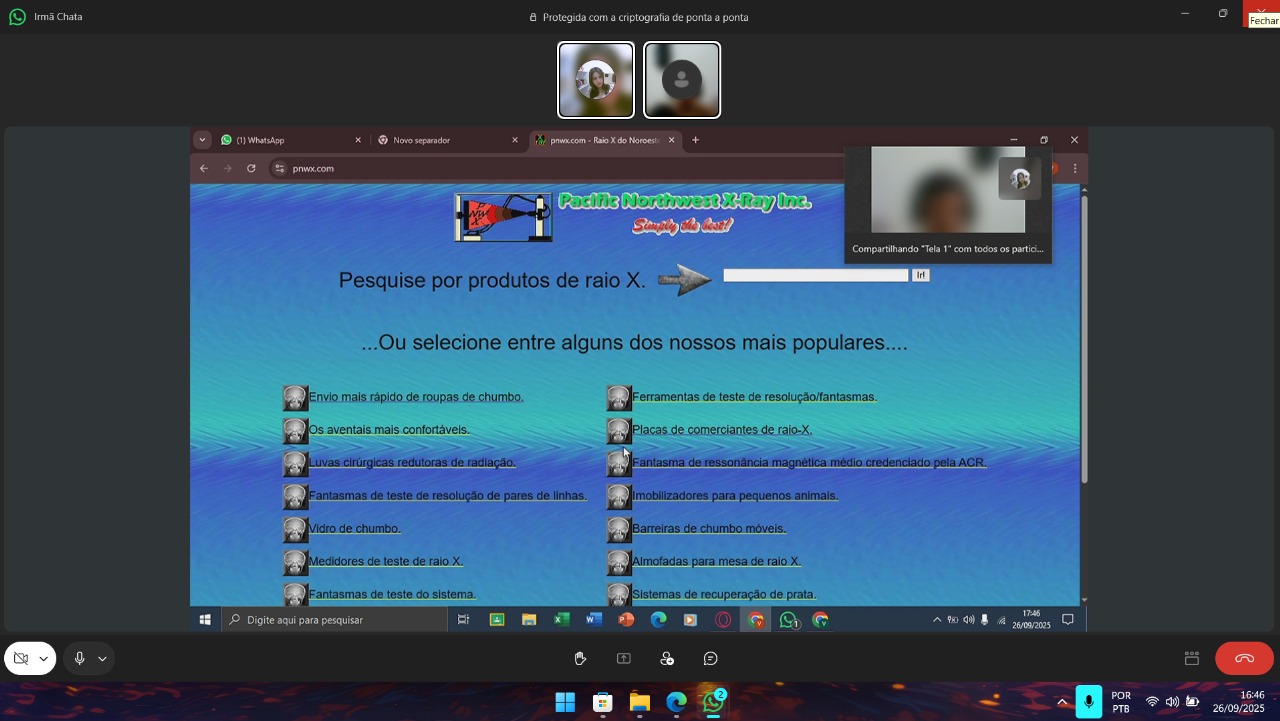 Irmã Chata
Protegida com a criptografia de ponta a ponta
Fechar
(1) WhatsApp
Novo separador
pnwx.com - Raio X do Noroeste
pnwx.com
Pacific Northwest X-Ray Inc.
Simply the best!
Compartilhando "Tela 1" com todos os partici...
Pesquise por produtos de raio X.
Ir!
...Ou selecione entre alguns dos nossos mais populares....
Envio mais rápido de roupas de chumbo.
Ferramentas de teste de resolução/fantasmas.
Os aventais mais confortáveis.
Placas de comerciantes de raio-X.
Luvas cirúrgicas redutoras de radiação.
Fantasma de ressonância magnética médio credenciado pela ACR.
Fantasmas de teste de resolução de pares de linhas.
Imobilizadores para pequenos animais.
Vidro de chumbo.
Barreiras de chumbo móveis.
Medidores de teste de raio X.
Almofadas para mesa de raio X.
Fantasmas de teste do sistema.
Sistemas de recuperação de prata.
Digite aqui para pesquisar
1
17:46
26/09/2025
2
POR
PTB
16:46
26/09/2025